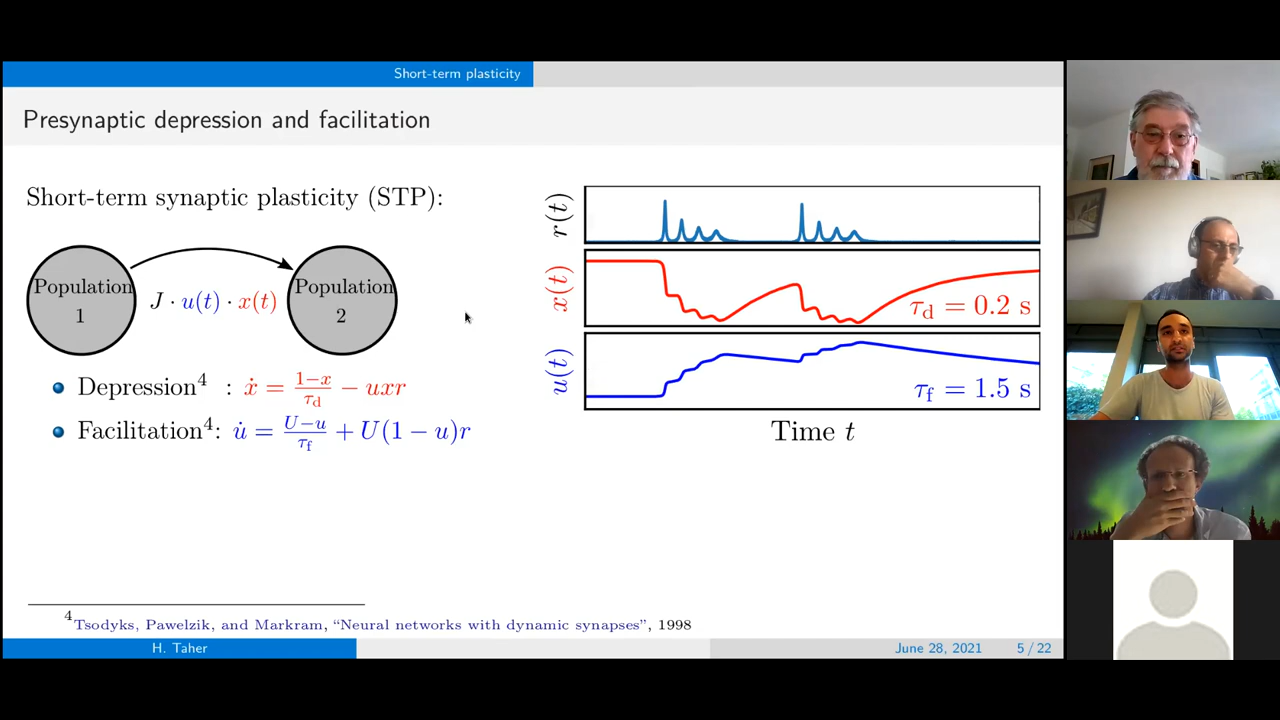 Short-term plasticity
Presynaptic depression and facilitation
Short-term synaptic plasticity (STP):
Population
1
J · u(t) · x(t)
Population
2
Depression⁴ : ẋ = (1−x)/τd − uxr
Facilitation⁴: u̇ = (U−u)/τf + U(1 − u)r
r(t)
x(t)
τd = 0.2 s
u(t)
τf = 1.5 s
Time t
⁴Tsodyks, Pawelzik, and Markram, “Neural networks with dynamic synapses”, 1998
H. Taher
June 28, 2021
5 / 22